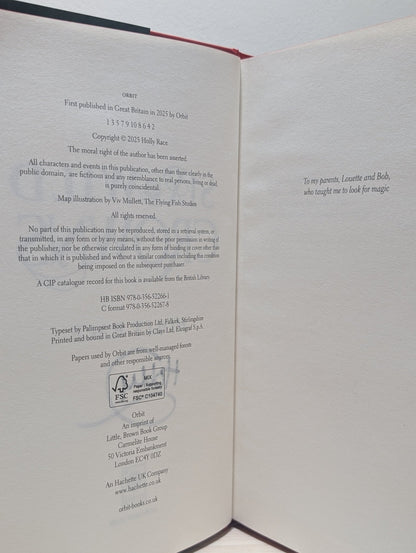 ORBIT
First published in Great Britain in 2025 by Orbit
1 3 5 7 9 10 8 6 4 2
Copyright © 2025 Holly Race
The moral right of the author has been asserted.
All characters and events in this publication, other than those clearly in the
public domain, are fictitious and any resemblance to real persons, living or dead,
is purely coincidental.
Map illustration by Viv Mullett, The Flying Fish Studios
All rights reserved.
No part of this publication may be reproduced, stored in a retrieval system, or
transmitted, in any form or by any means, without the prior permission in writing of
the publisher, nor be otherwise circulated in any form of binding or cover other than
that in which it is published and without a similar condition including this condition
being imposed on the subsequent purchaser.
A CIP catalogue record for this book is available from the British Library.
HB ISBN 978-0-356-52266-1
C format 978-0-356-52267-8
Typeset by Palimpsest Book Production Ltd, Falkirk, Stirlingshire
Printed and bound in Great Britain by Clays Ltd, Elcograf S.p.A.
Papers used by Orbit are from well-managed forests
and other responsible sources.
FSC
MIX
Paper | Supporting
responsible forestry
FSC® C104740
Orbit
An imprint of
Little, Brown Book Group
Carmelite House
50 Victoria Embankment
London EC4Y 0DZ
An Hachette UK Company
www.hachette.co.uk
orbit-books.co.uk
To my parents, Louette and Bob,
who taught me to look for magic